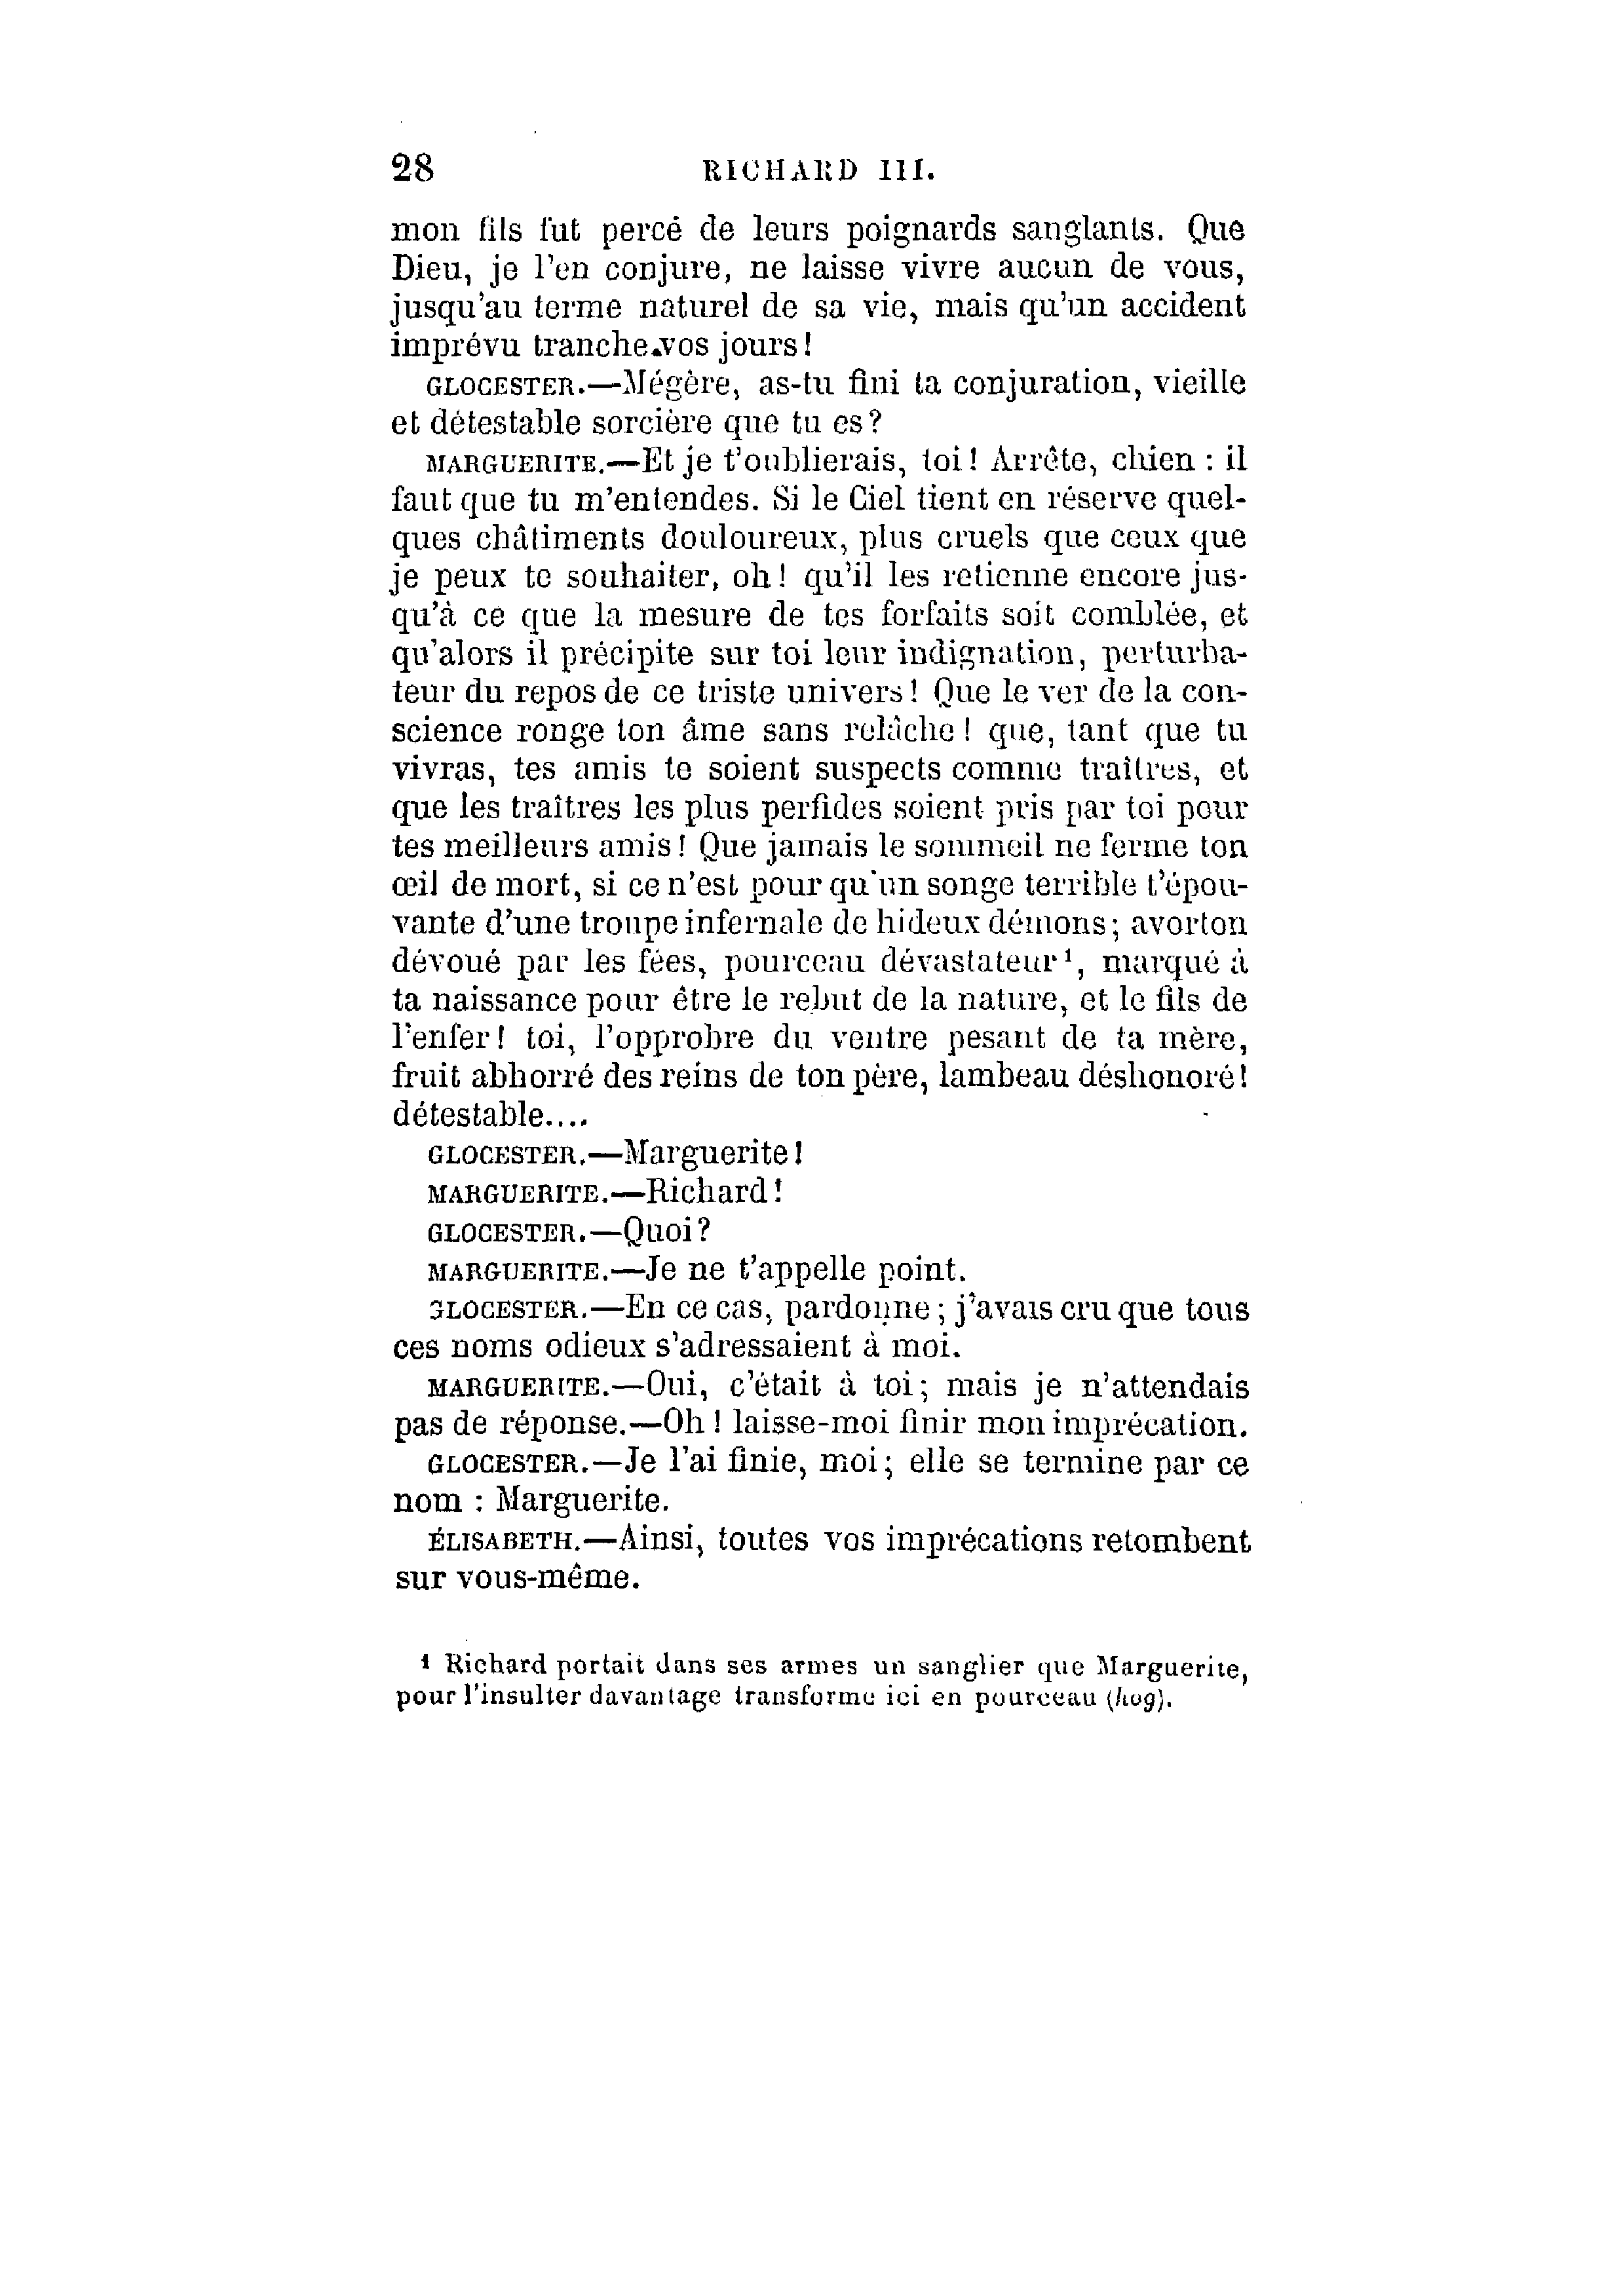 28 RICHARD III.
mon fils fut percé de leurs poignards sanglants. Que
Dieu, je l'en conjure, ne laisse vivre aucun de vous,
jusqu'au terme naturel de sa vie, mais qu'un accident
imprévu tranche vos jours!
GLOCESTER.—Mégère, as-tu fini ta conjuration, vieille
et détestable sorcière que tu es?
MARGUERITE.—Et je t'oublierais, toi! Arrête, chien : il
faut que tu m'entendes. Si le Ciel tient en réserve quel-
ques châtiments douloureux, plus cruels que ceux que
je peux te souhaiter, oh! qu'il les retienne encore jus-
qu'à ce que la mesure de tes forfaits soit comblée, et
qu'alors il précipite sur toi leur indignation, perturba-
teur du repos de ce triste univers! Que le ver de la con-
science ronge ton âme sans relâche! que, tant que tu
vivras, tes amis te soient suspects comme traîtres, et
que les traîtres les plus perfides soient pris par toi pour
tes meilleurs amis! Que jamais le sommeil ne ferme ton
œil de mort, si ce n'est pour qu'un songe terrible t'épou-
vante d'une troupe infernale de hideux démons; avorton
dévoué par les fées, pourceau dévastateur¹, marqué à
ta naissance pour être le rebut de la nature, et le fils de
l'enfer! toi, l'opprobre du ventre pesant de ta mère,
fruit abhorré des reins de ton père, lambeau déshonoré!
détestable....
GLOCESTER.—Marguerite!
MARGUERITE.—Richard!
GLOCESTER.—Quoi?
MARGUERITE.—Je ne t'appelle point.
GLOCESTER.—En ce cas, pardonne; j'avais cru que tous
ces noms odieux s'adressaient à moi.
MARGUERITE.—Oui, c'était à toi; mais je n'attendais
pas de réponse.—Oh! laisse-moi finir mon imprécation.
GLOCESTER.—Je l'ai finie, moi; elle se termine par ce
nom : Marguerite.
ÉLISABETH.—Ainsi, toutes vos imprécations retombent
sur vous-même.
¹ Richard portait dans ses armes un sanglier que Marguerite,
pour l'insulter davantage transforme ici en pourceau (hog).